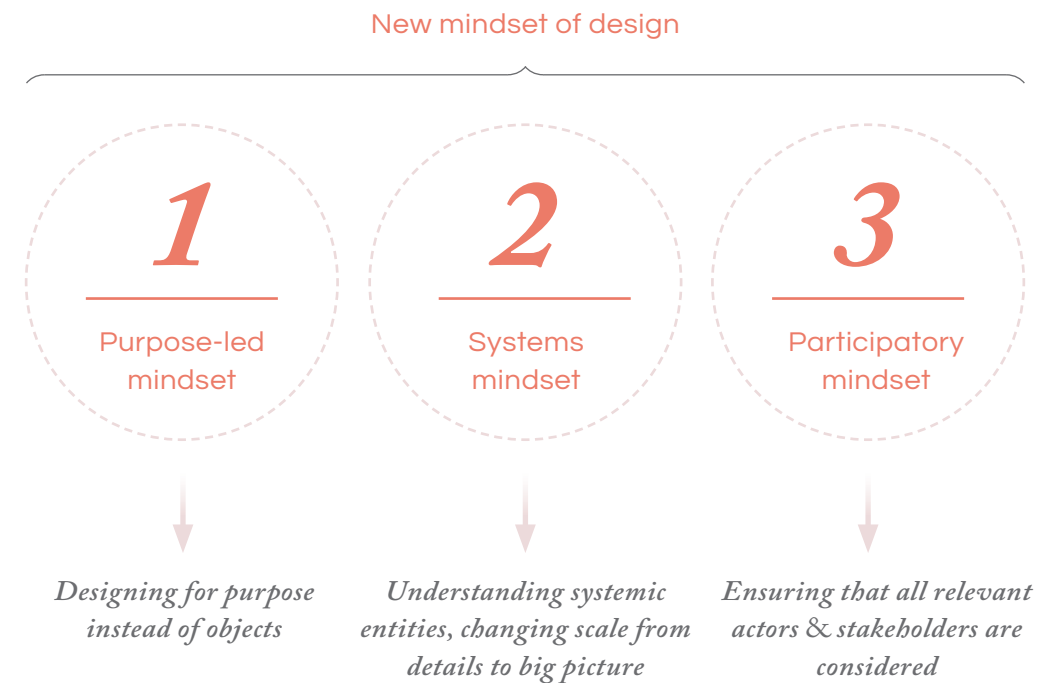 New mindset of design
1
Purpose-led
mindset
Designing for purpose
instead of objects
2
Systems
mindset
Understanding systemic
entities, changing scale from
details to big picture
3
Participatory
mindset
Ensuring that all relevant
actors & stakeholders are
considered